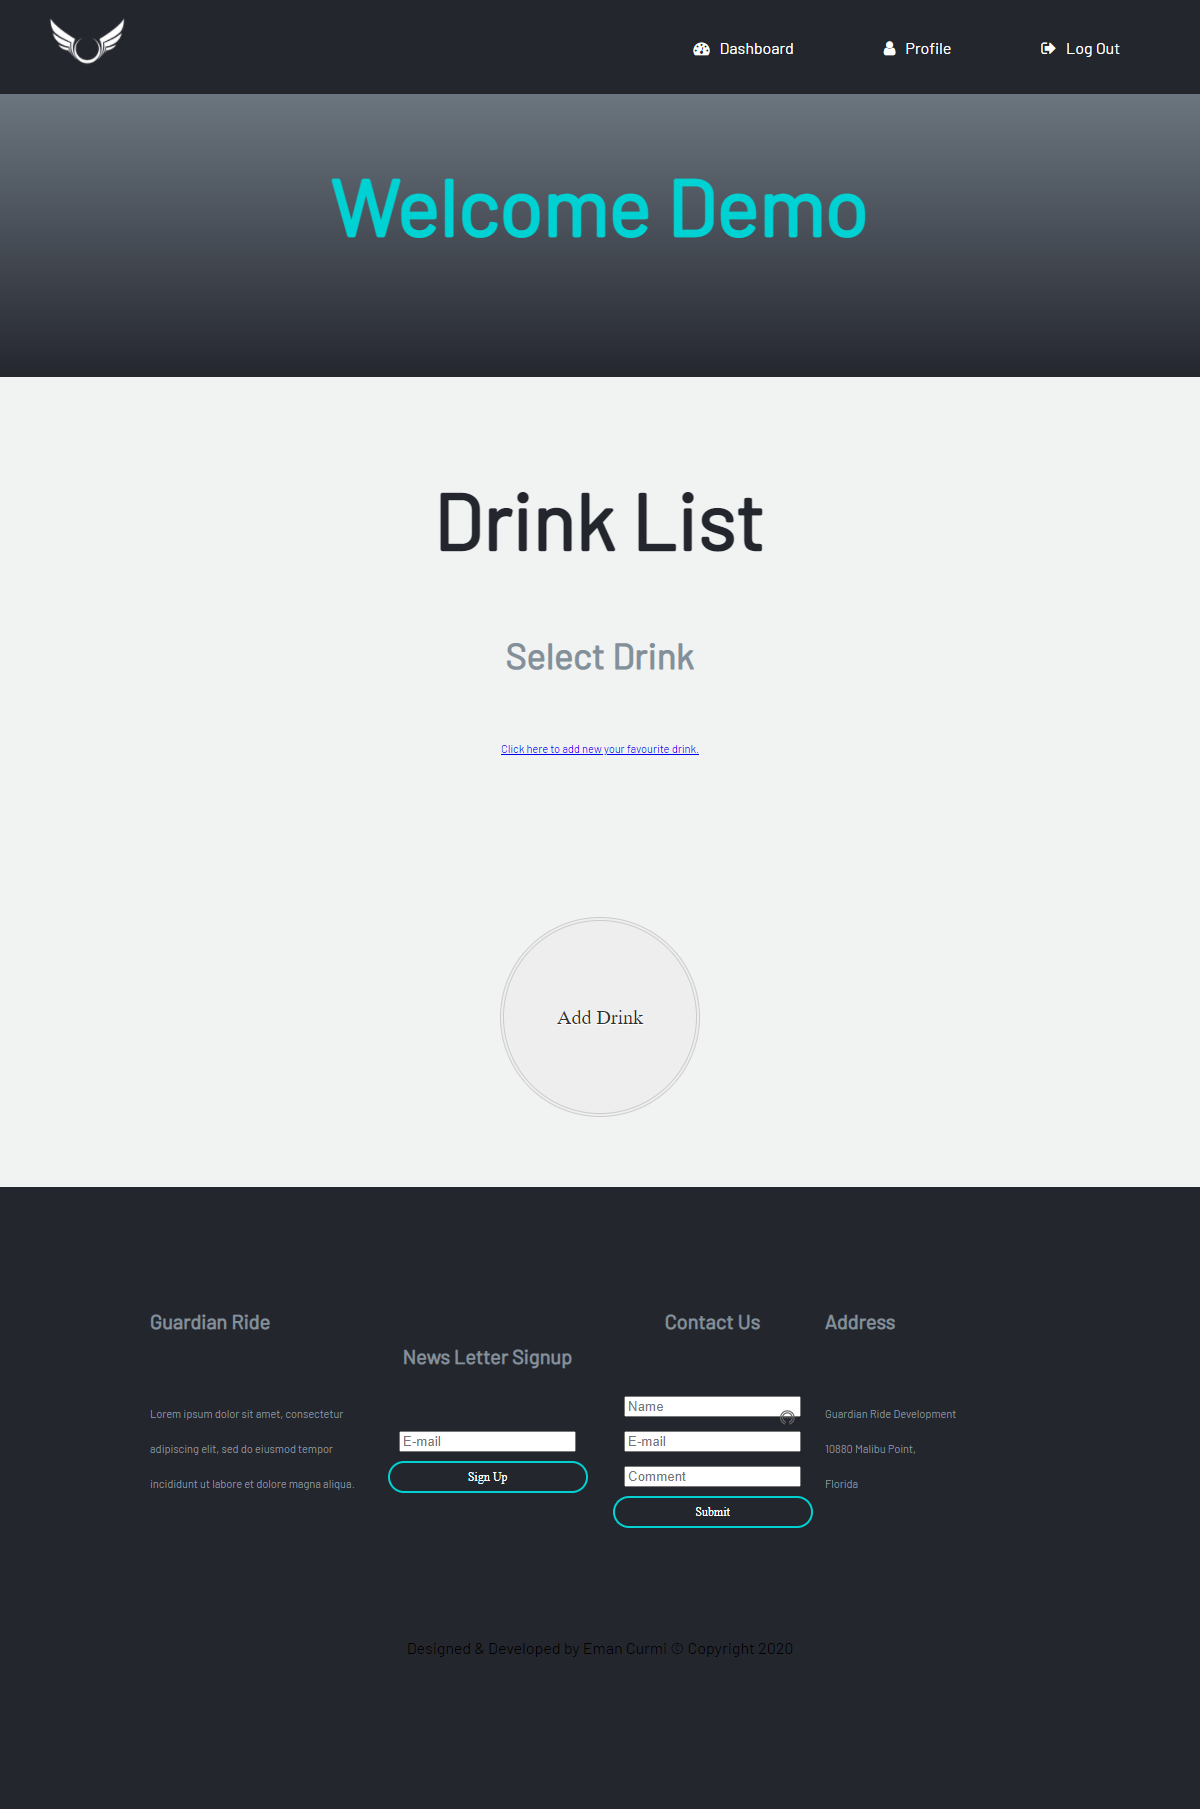 Dashboard
Profile
Log Out
Welcome Demo
Drink List
Select Drink
Click here to add new your favourite drink.
Add Drink
Guardian Ride
Lorem ipsum dolor sit amet, consectetur
adipiscing elit, sed do eiusmod tempor
incididunt ut labore et dolore magna aliqua.
News Letter Signup
E-mail
Sign Up
Contact Us
Name
E-mail
Comment
Submit
Address
Guardian Ride Development
10880 Malibu Point,
Florida
Designed & Developed by Eman Curmi © Copyright 2020